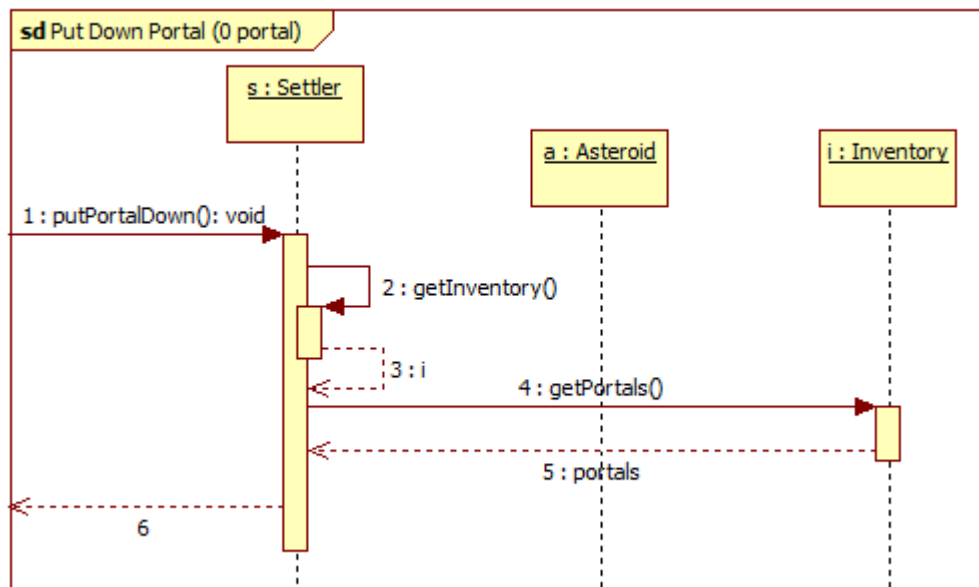 sd Put Down Portal (0 portal)
s : Settler
a : Asteroid
i : Inventory
1 : putPortalDown(): void
2 : getInventory()
3 : i
4 : getPortals()
5 : portals
6